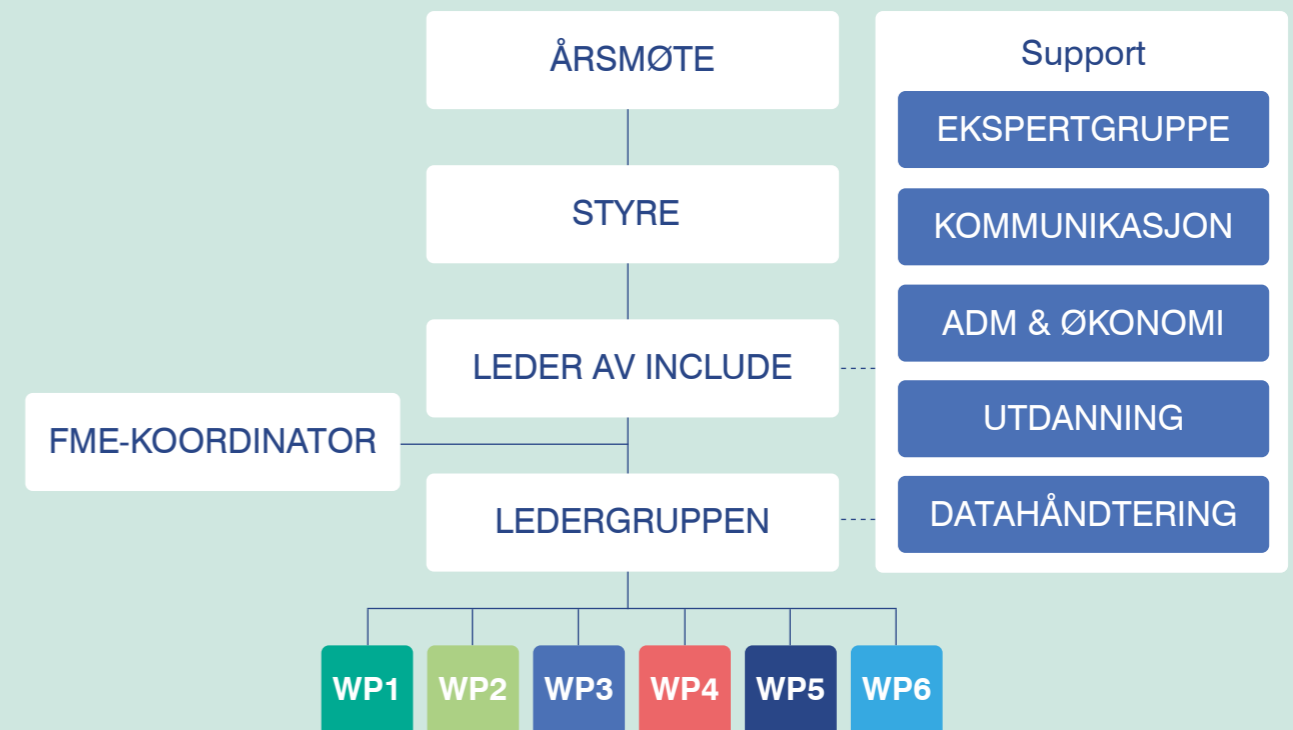 ÅRSMØTE
STYRE
LEDER AV INCLUDE
FME-KOORDINATOR
LEDERGRUPPEN
WP1
WP2
WP3
WP4
WP5
WP6
Support
EKSPERTGRUPPE
KOMMUNIKASJON
ADM & ØKONOMI
UTDANNING
DATAHÅNDTERING